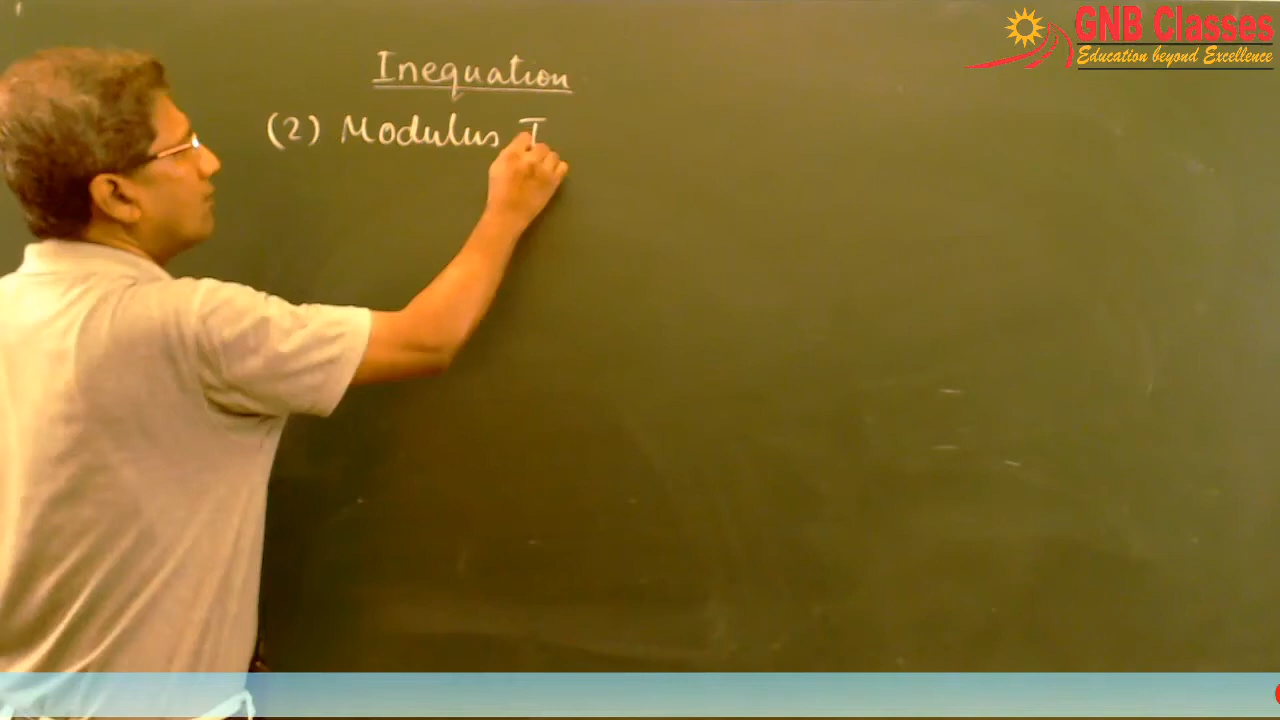 GNB Classes
Education beyond Excellence
Inequation
(2) Modulus I